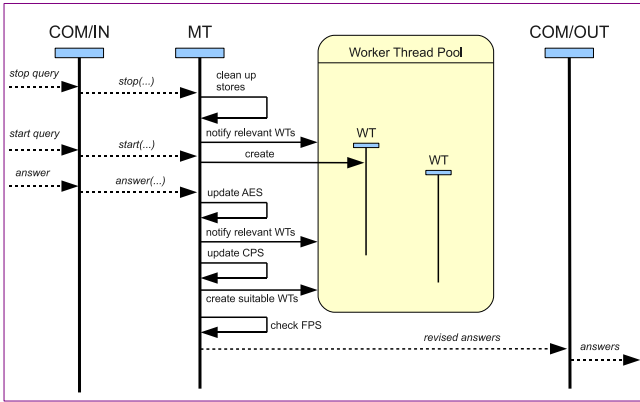 COM/IN
MT
COM/OUT
Worker Thread Pool
stop query
stop(...)
clean up
stores
start query
start(...)
notify relevant WTs
create
WT
WT
answer
answer(...)
update AES
notify relevant WTs
update CPS
create suitable WTs
check FPS
revised answers
answers